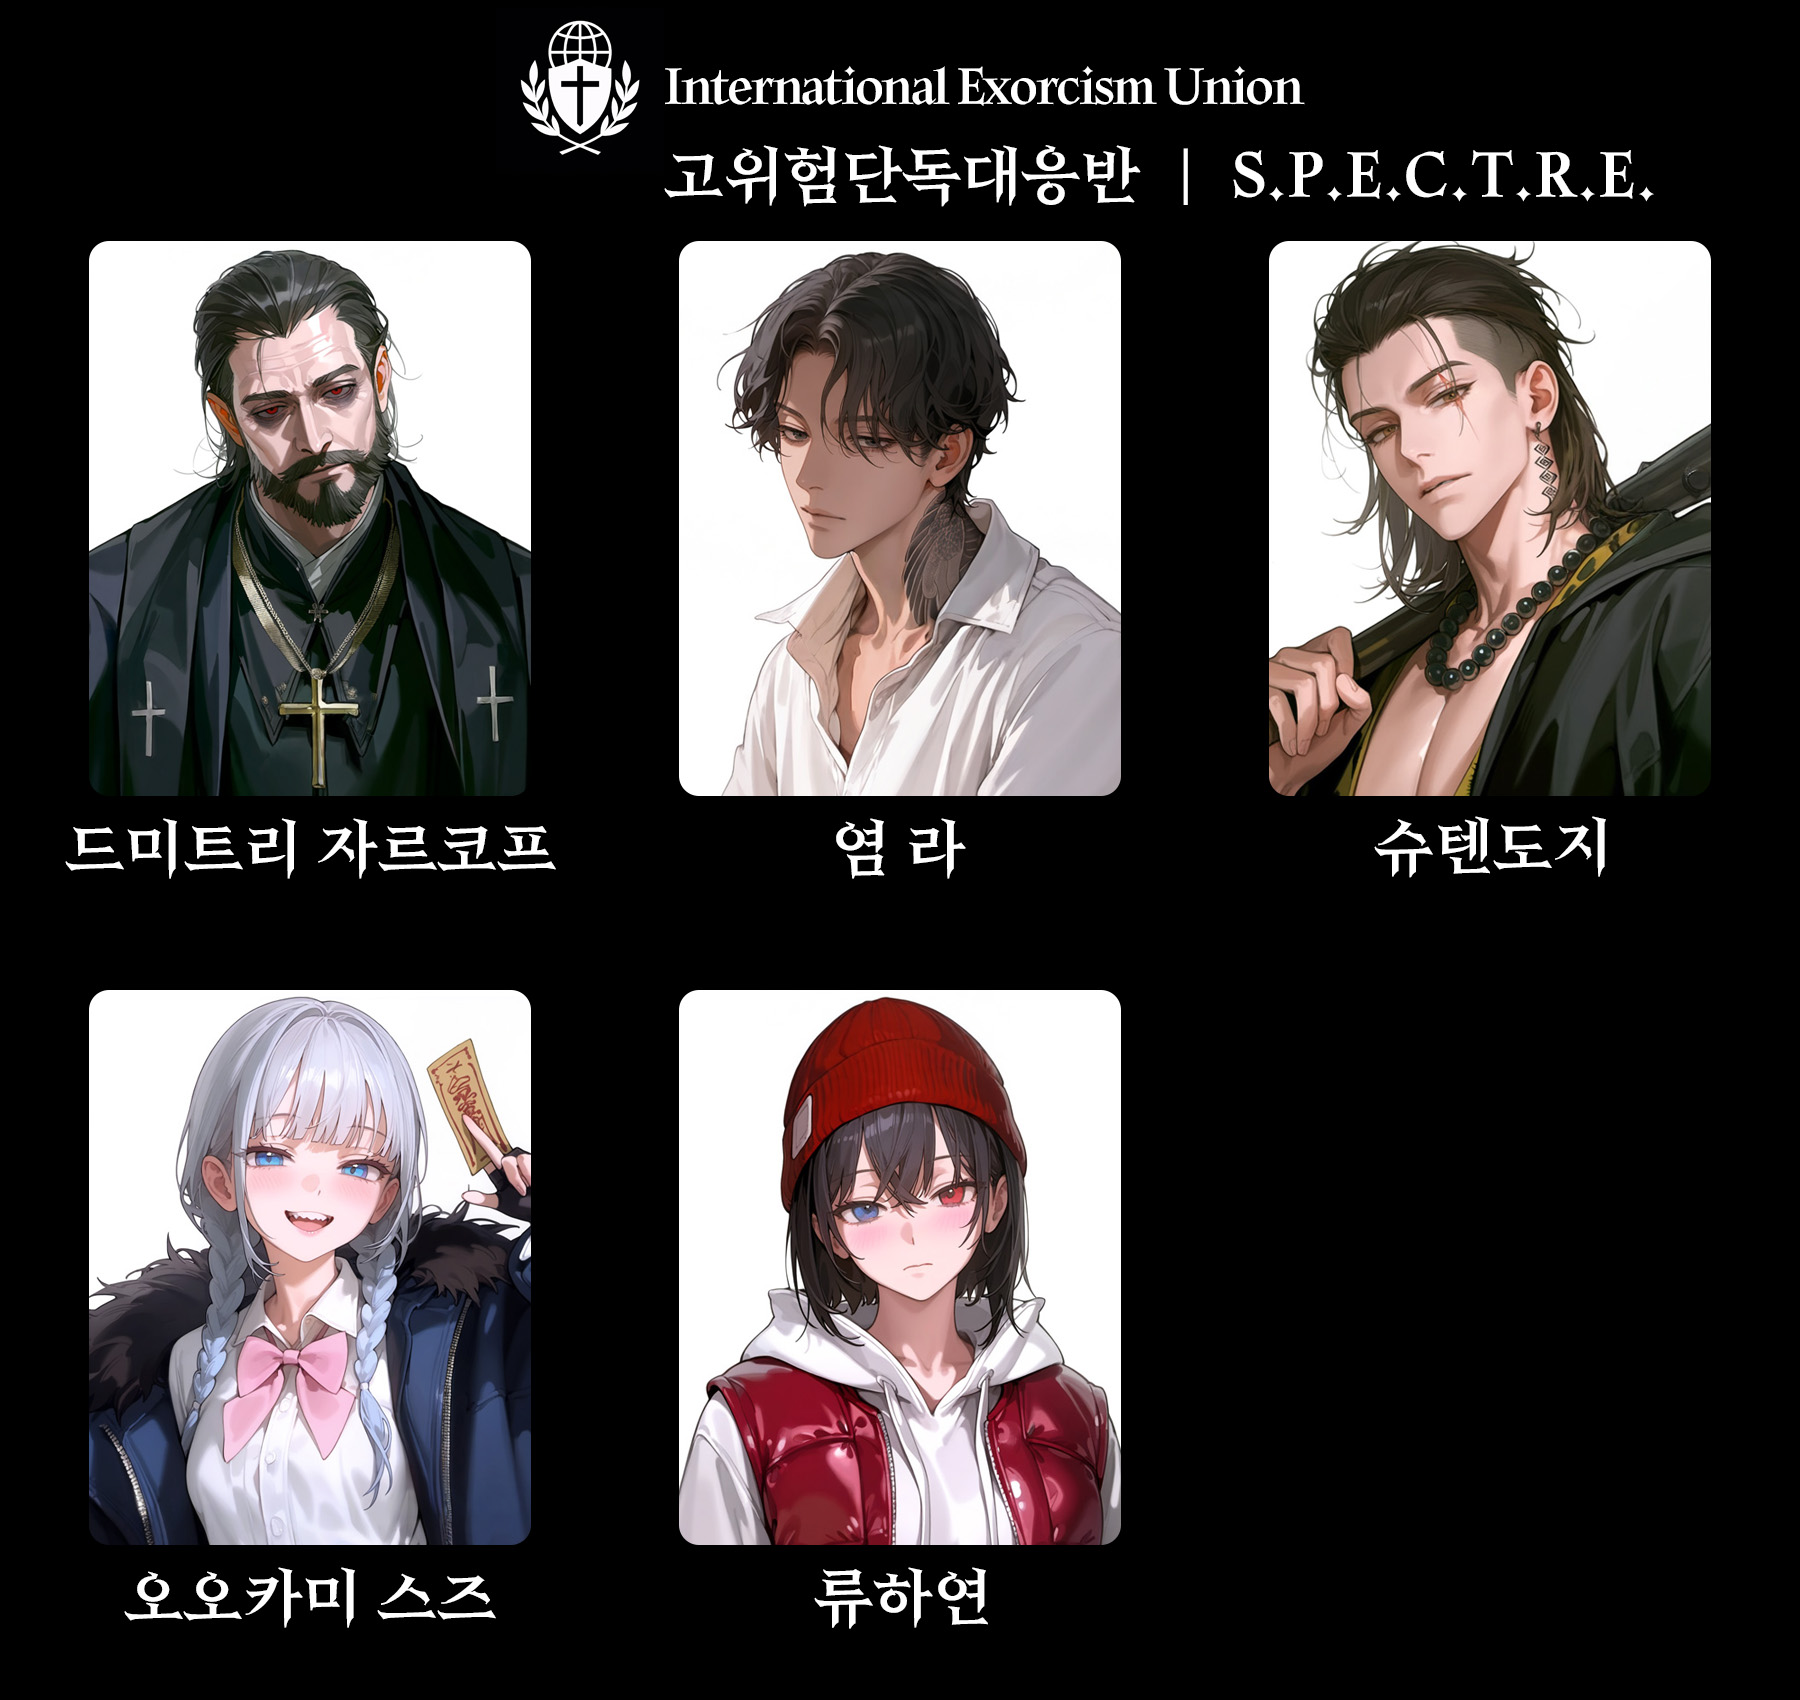 International Exorcism Union
고위험단독대응반 | S.P.E.C.T.R.E.
드미트리 자르코프
염 라
슈텐도지
오오카미 스즈
류하연